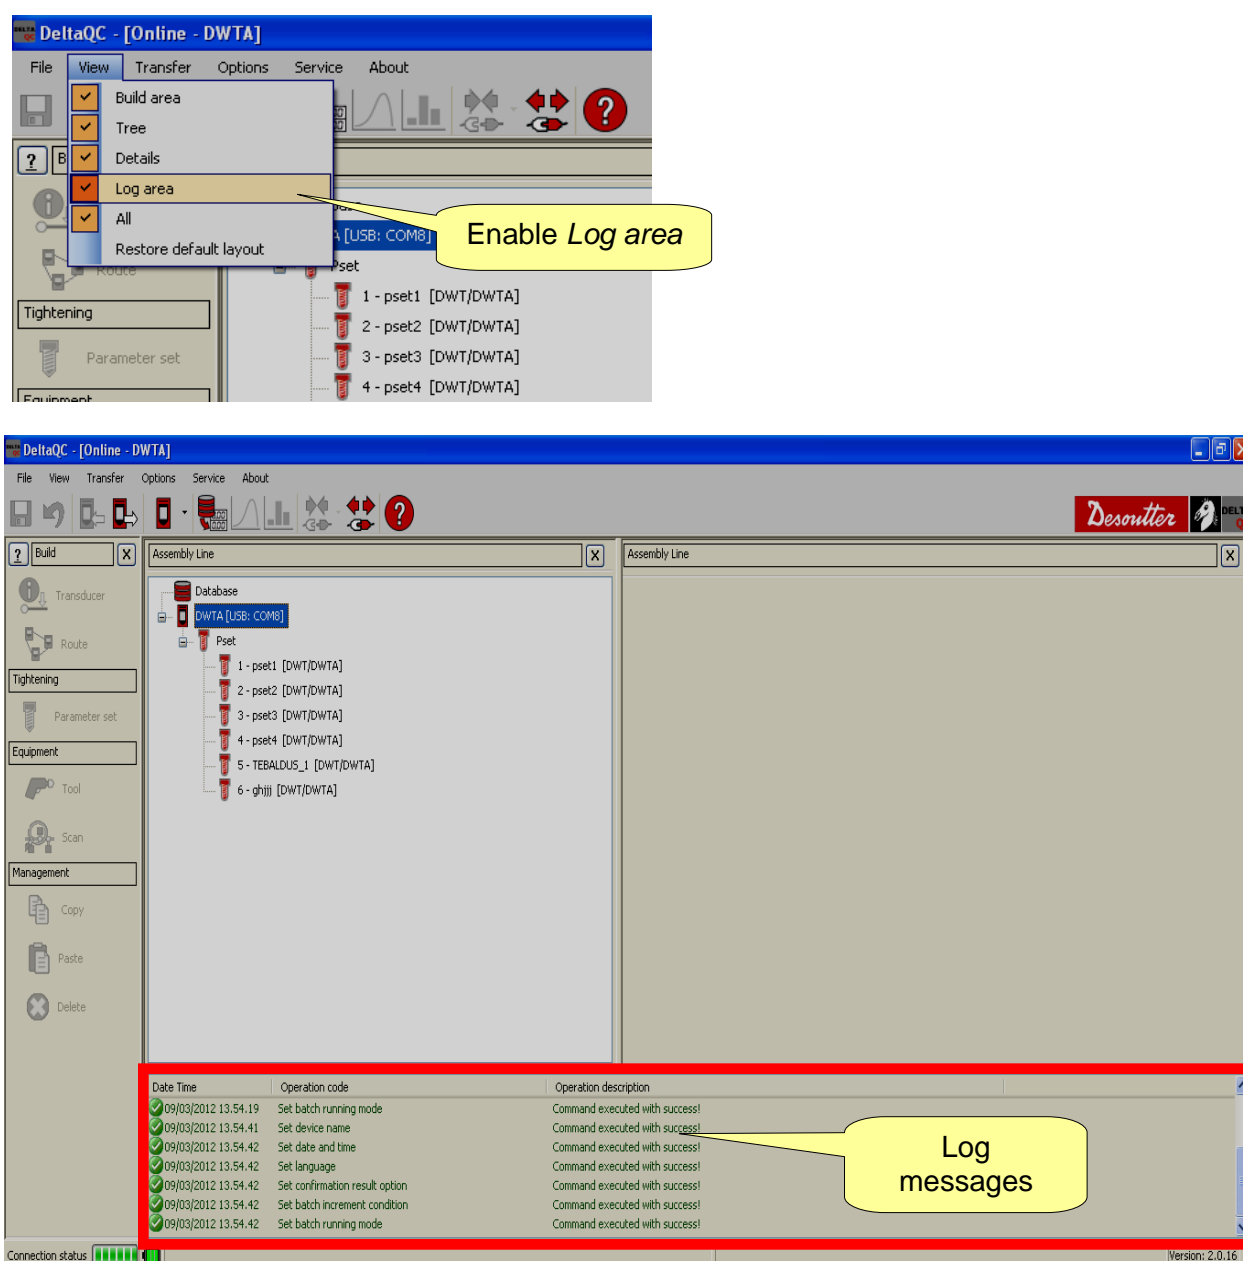 DELTA QC DeltaQC - [Online - DWTA]
File View Transfer Options Service About
Build area
Tree
Details
Log area
All
Restore default layout
? B
Route
Tightening
Parameter set
Equipment
A [USB: COM8]
Pset
1 - pset1 [DWT/DWTA]
2 - pset2 [DWT/DWTA]
3 - pset3 [DWT/DWTA]
4 - pset4 [DWT/DWTA]
?
Enable Log area
DELTA QC DeltaQC - [Online - DWTA]
File View Transfer Options Service About
?
Desoutter
DELT
? Build X
Assembly Line X
Assembly Line X
Transducer
Route
Tightening
Parameter set
Equipment
Tool
Scan
Management
Copy
Paste
Delete
Database
DWTA [USB: COM8]
Pset
1 - pset1 [DWT/DWTA]
2 - pset2 [DWT/DWTA]
3 - pset3 [DWT/DWTA]
4 - pset4 [DWT/DWTA]
5 - TEBALDUS_1 [DWT/DWTA]
6 - ghjjj [DWT/DWTA]
Date Time Operation code Operation description
09/03/2012 13.54.19 Set batch running mode Command executed with success!
09/03/2012 13.54.41 Set device name Command executed with success!
09/03/2012 13.54.42 Set date and time Command executed with success!
09/03/2012 13.54.42 Set language Command executed with success!
09/03/2012 13.54.42 Set confirmation result option Command executed with success!
09/03/2012 13.54.42 Set batch increment condition Command executed with success!
09/03/2012 13.54.42 Set batch running mode Command executed with success!
Log
messages
Connection status
Version: 2.0.16